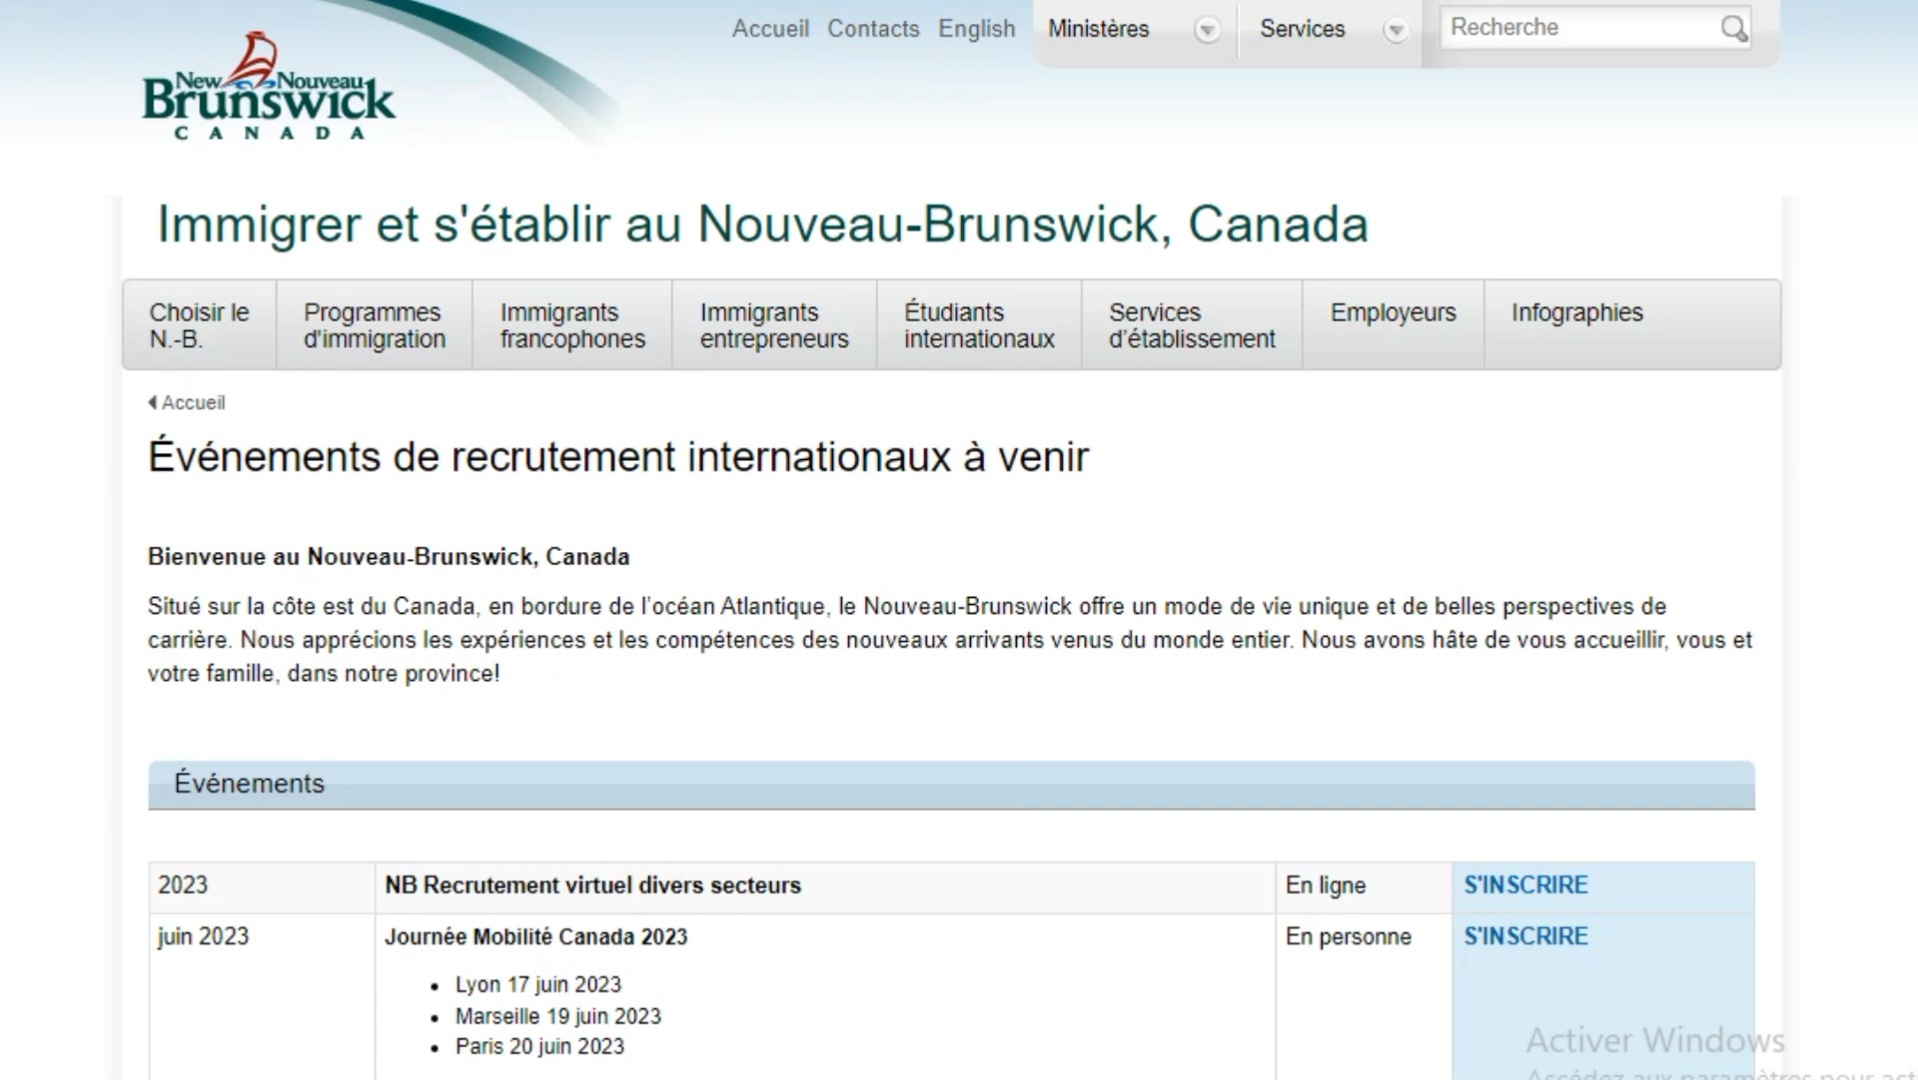 Accueil Contacts English Ministères Services Recherche
New Nouveau
Brunswick
CANADA
Immigrer et s'établir au Nouveau-Brunswick, Canada
Choisir le N.-B.
Programmes d'immigration
Immigrants francophones
Immigrants entrepreneurs
Étudiants internationaux
Services d’établissement
Employeurs
Infographies
Accueil
Événements de recrutement internationaux à venir
Bienvenue au Nouveau-Brunswick, Canada
Situé sur la côte est du Canada, en bordure de l’océan Atlantique, le Nouveau-Brunswick offre un mode de vie unique et de belles perspectives de
carrière. Nous apprécions les expériences et les compétences des nouveaux arrivants venus du monde entier. Nous avons hâte de vous accueillir, vous et
votre famille, dans notre province!
Événements
2023 NB Recrutement virtuel divers secteurs En ligne S'INSCRIRE
juin 2023 Journée Mobilité Canada 2023 En personne S'INSCRIRE
• Lyon 17 juin 2023
• Marseille 19 juin 2023
• Paris 20 juin 2023
Activer Windows
Accédez aux paramètres pour act